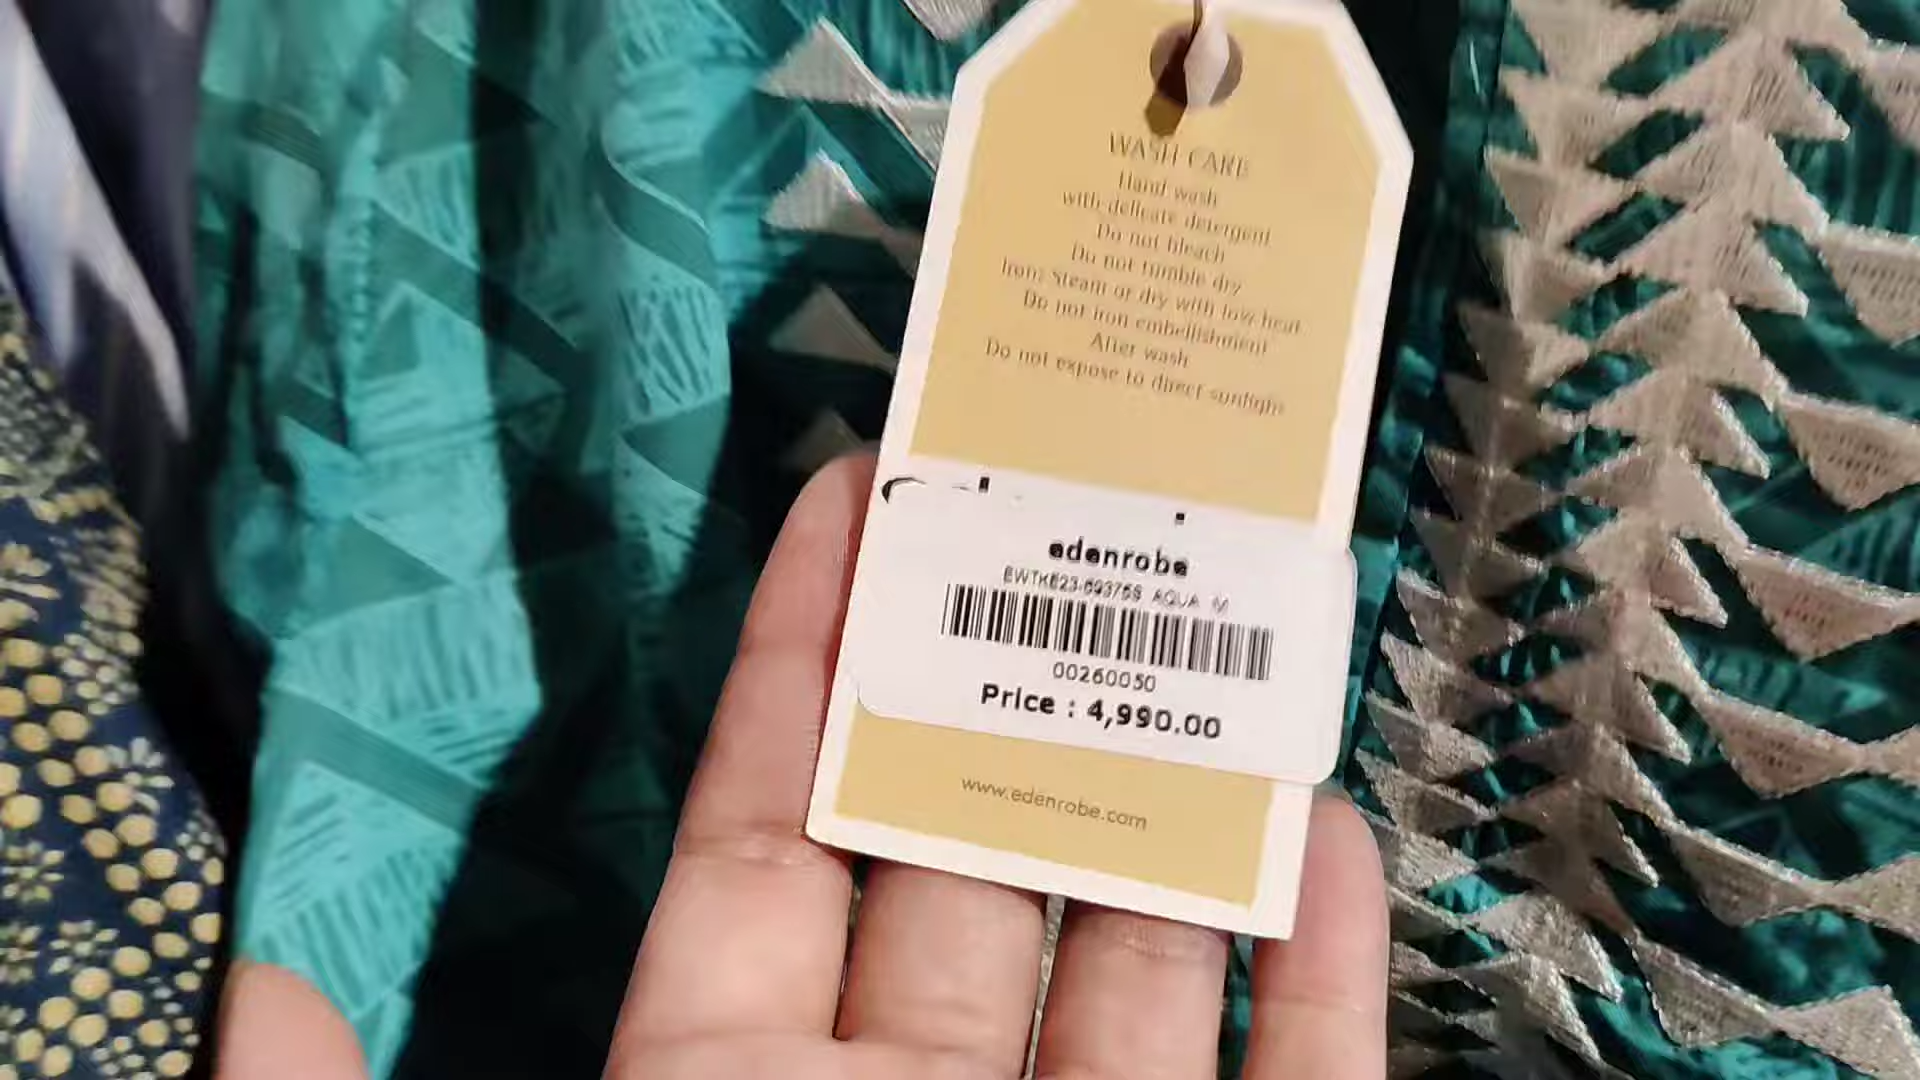 WASH CARE
Hand wash
with delicate detergent
Do not bleach
Do not tumble dry
Iron: Steam or dry with low heat
Do not iron embellishment
After wash
Do not expose to direct sunlight
edenrobe
AQUA M
00260050
Price : 4,990.00
www.edenrobe.com